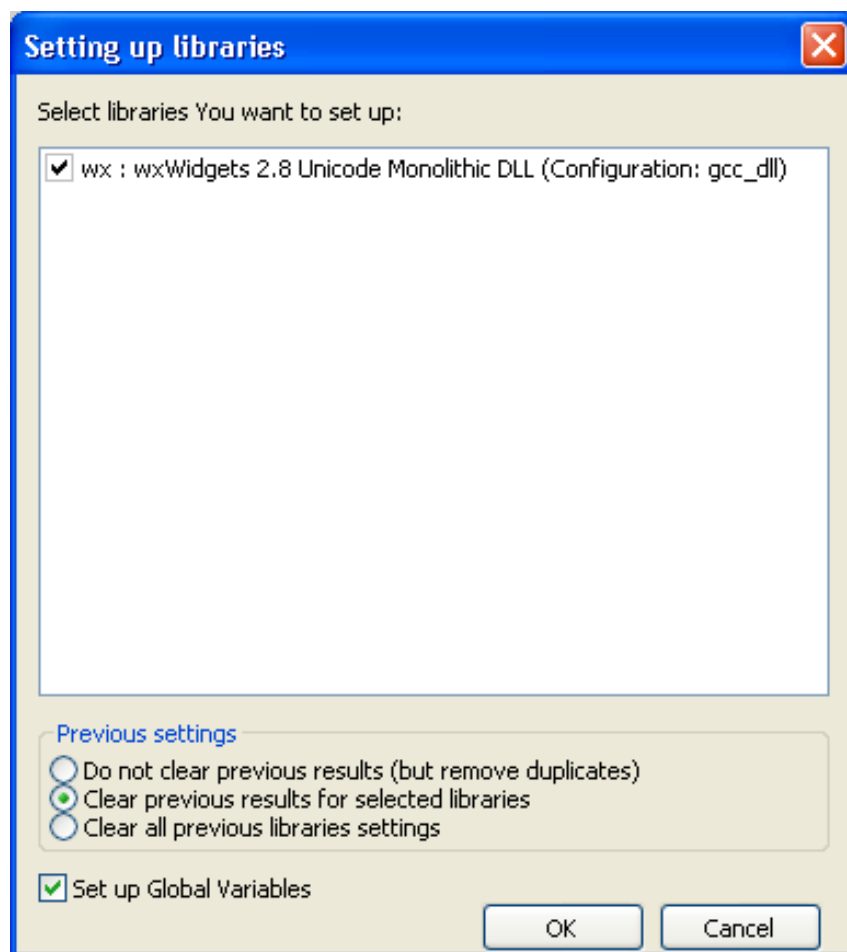 Setting up libraries
Select libraries You want to set up:
wx : wxWidgets 2.8 Unicode Monolithic DLL (Configuration: gcc_dll)
Previous settings
Do not clear previous results (but remove duplicates)
Clear previous results for selected libraries
Clear all previous libraries settings
Set up Global Variables
OK Cancel